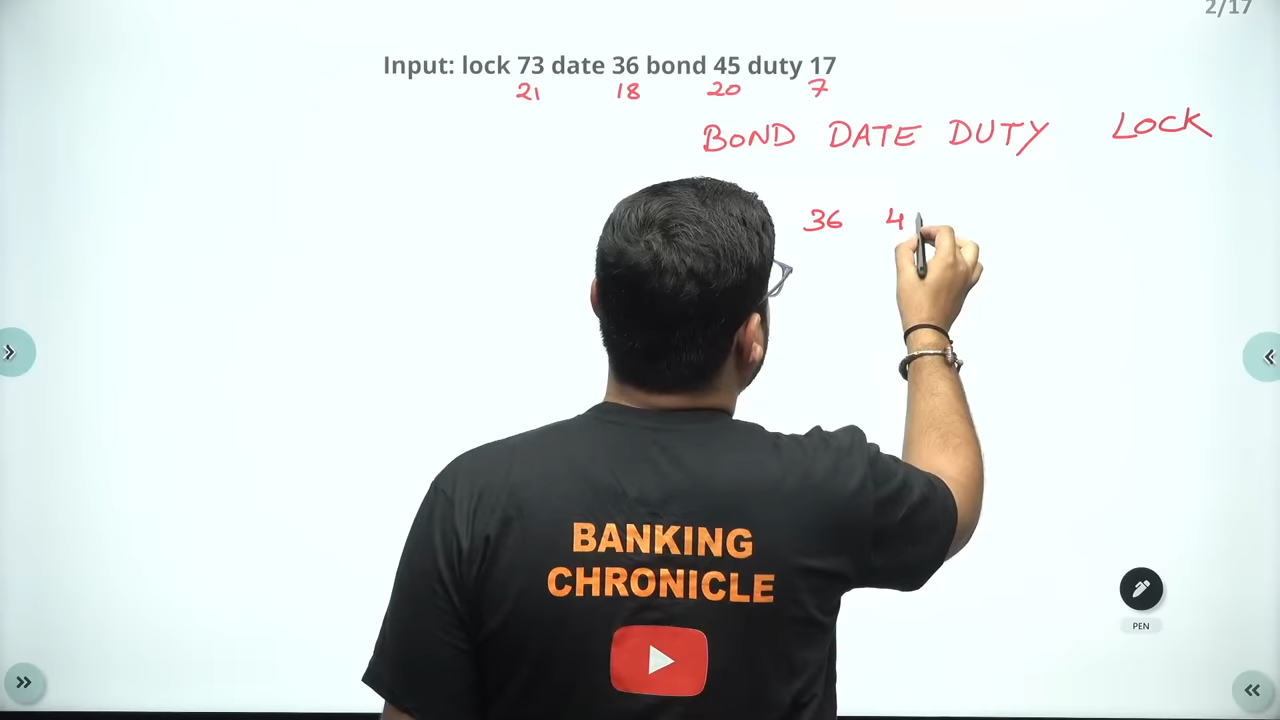 2/17
Input: lock 73 date 36 bond 45 duty 17
21 18 20 7
BOND DATE DUTY LOCK
36 4
BANKING
CHRONICLE
PEN